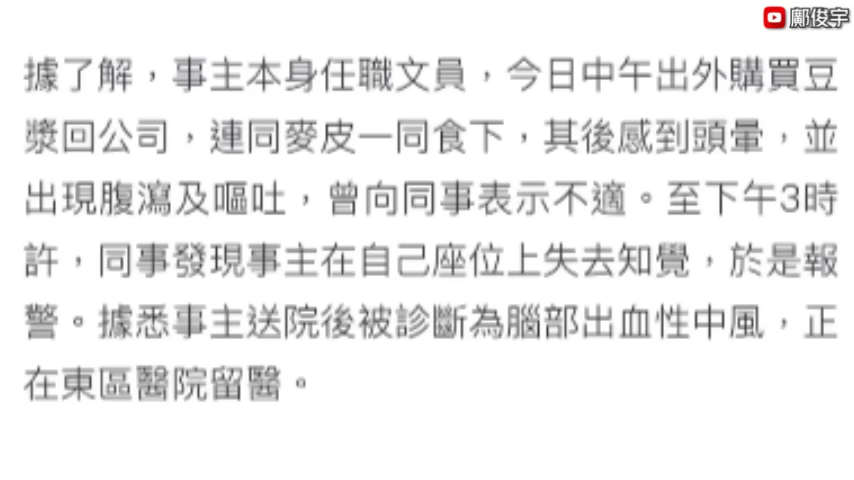 鄺俊宇
據了解，事主本身任職文員，今日中午出外購買豆
漿回公司，連同麥皮一同食下，其後感到頭暈，並
出現腹瀉及嘔吐，曾向同事表示不適。至下午3時
許，同事發現事主在自己座位上失去知覺，於是報
警。據悉事主送院後被診斷為腦部出血性中風，正
在東區醫院留醫。